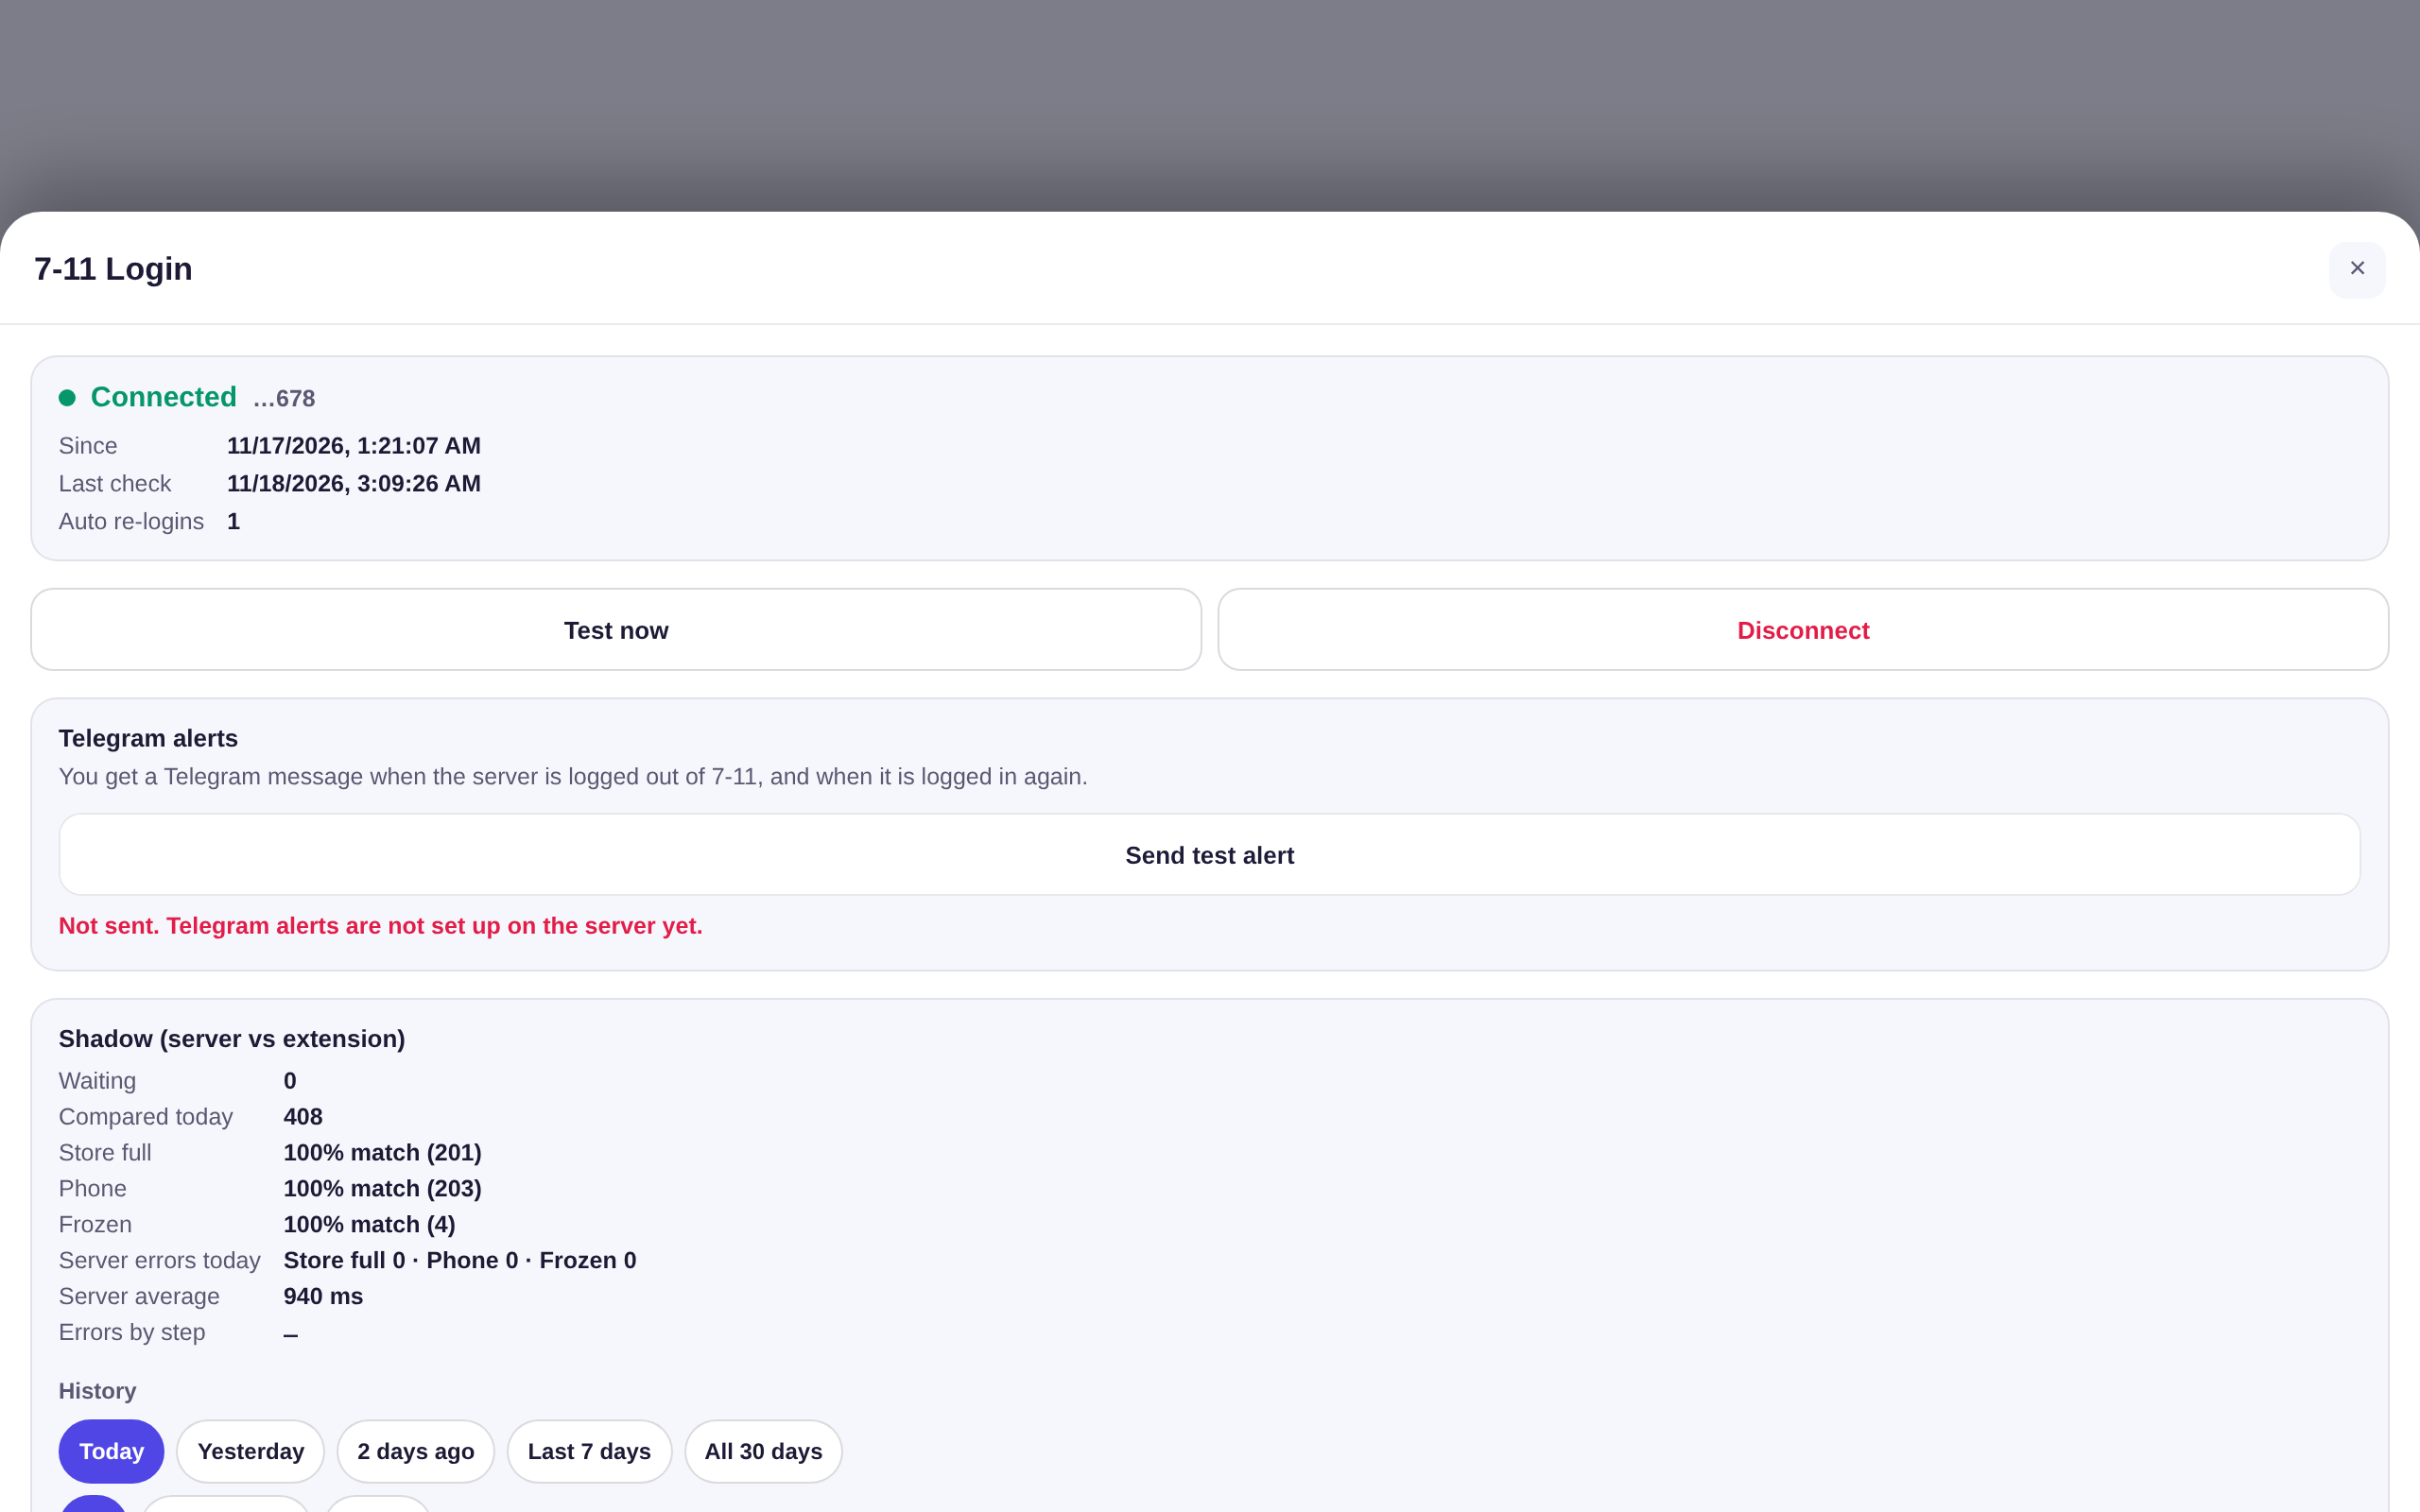 7-11 Login
×
Connected …678
Since 11/17/2026, 1:21:07 AM
Last check 11/18/2026, 3:09:26 AM
Auto re-logins 1
Test now
Disconnect
Telegram alerts
You get a Telegram message when the server is logged out of 7-11, and when it is logged in again.
Send test alert
Not sent. Telegram alerts are not set up on the server yet.
Shadow (server vs extension)
Waiting 0
Compared today 408
Store full 100% match (201)
Phone 100% match (203)
Frozen 100% match (4)
Server errors today Store full 0 · Phone 0 · Frozen 0
Server average 940 ms
Errors by step –
History
Today Yesterday 2 days ago Last 7 days All 30 days